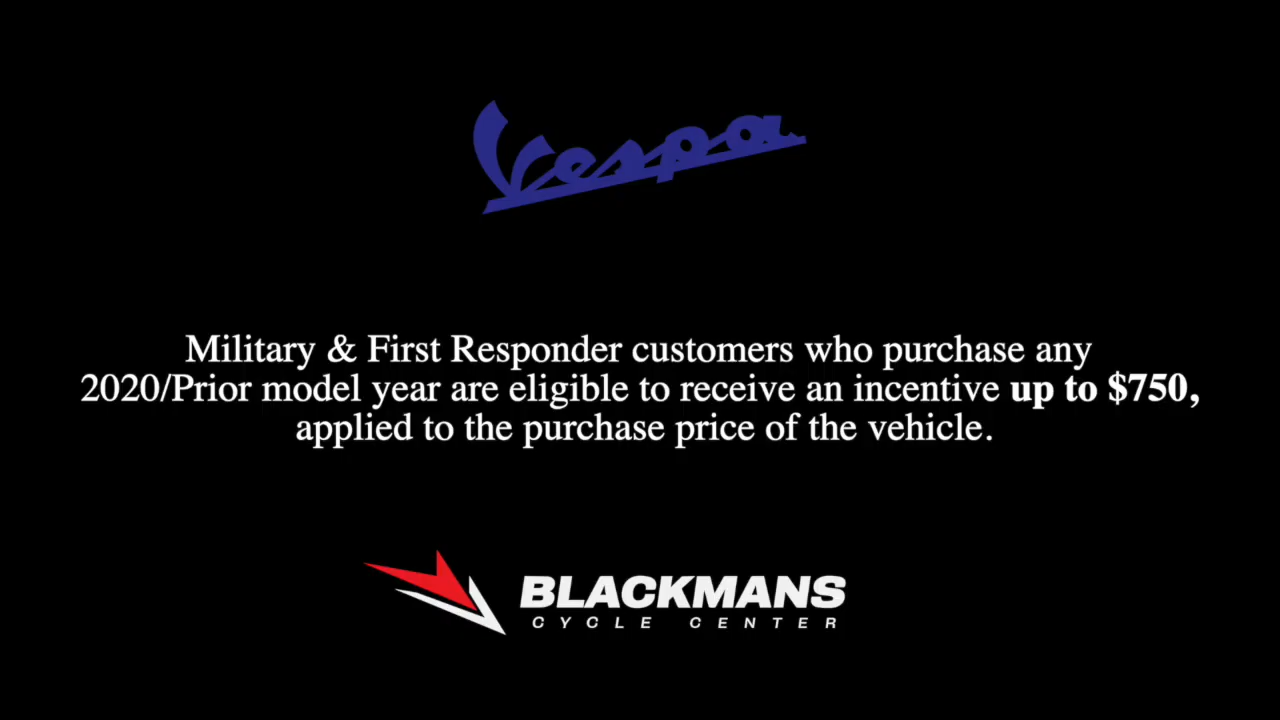 Vespa
Military & First Responder customers who purchase any
2020/Prior model year are eligible to receive an incentive up to $750,
applied to the purchase price of the vehicle.
BLACKMANS
CYCLE CENTER